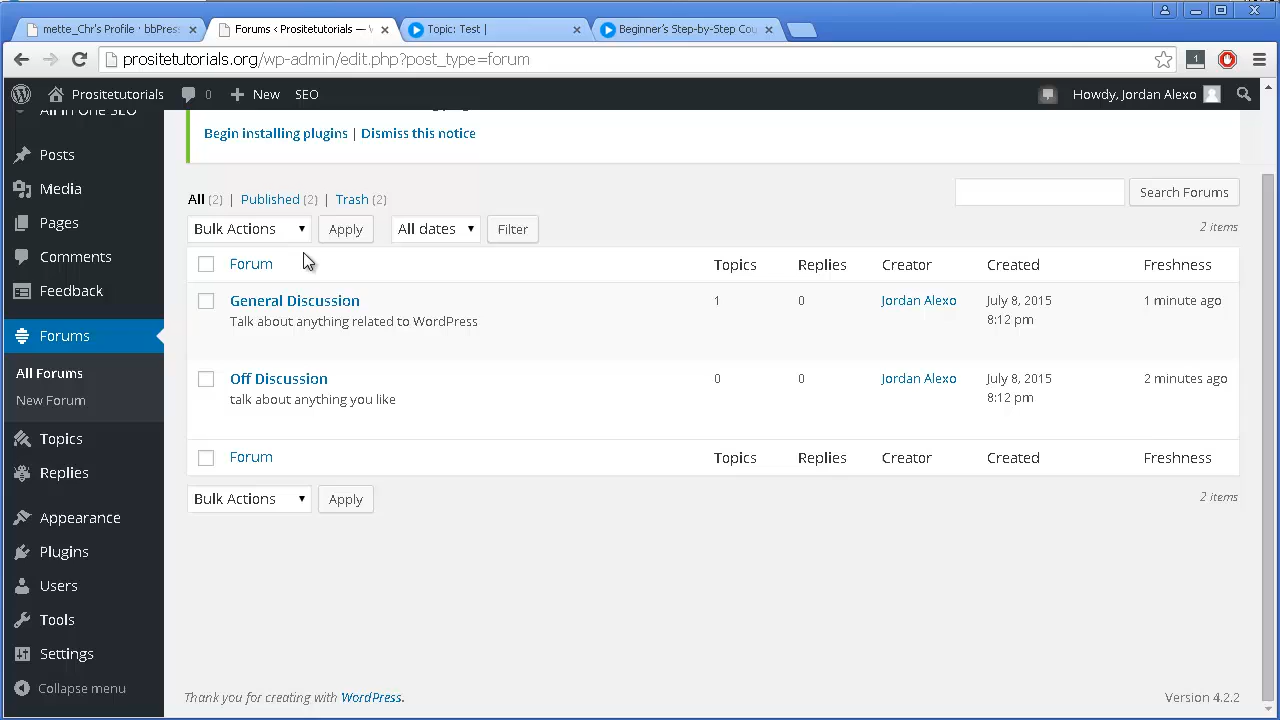 mette_Chr's Profile · bbPress
Forums ‹ Prositetutorials —
Topic: Test |
Beginner's Step-by-Step Cou
prositetutorials.org/wp-admin/edit.php?post_type=forum
1
Prositetutorials
0
New
SEO
Howdy, Jordan Alexo
All in One SEO
Posts
Media
Pages
Comments
Feedback
Forums
All Forums
New Forum
Topics
Replies
Appearance
Plugins
Users
Tools
Settings
Collapse menu
Begin installing plugins | Dismiss this notice
All (2) | Published (2) | Trash (2)
Search Forums
Bulk Actions
Apply
All dates
Filter
2 items
Forum Topics Replies Creator Created Freshness
General Discussion 1 0 Jordan Alexo July 8, 2015 1 minute ago
Talk about anything related to WordPress 8:12 pm
Off Discussion 0 0 Jordan Alexo July 8, 2015 2 minutes ago
talk about anything you like 8:12 pm
Forum Topics Replies Creator Created Freshness
Bulk Actions
Apply
2 items
Thank you for creating with WordPress.
Version 4.2.2